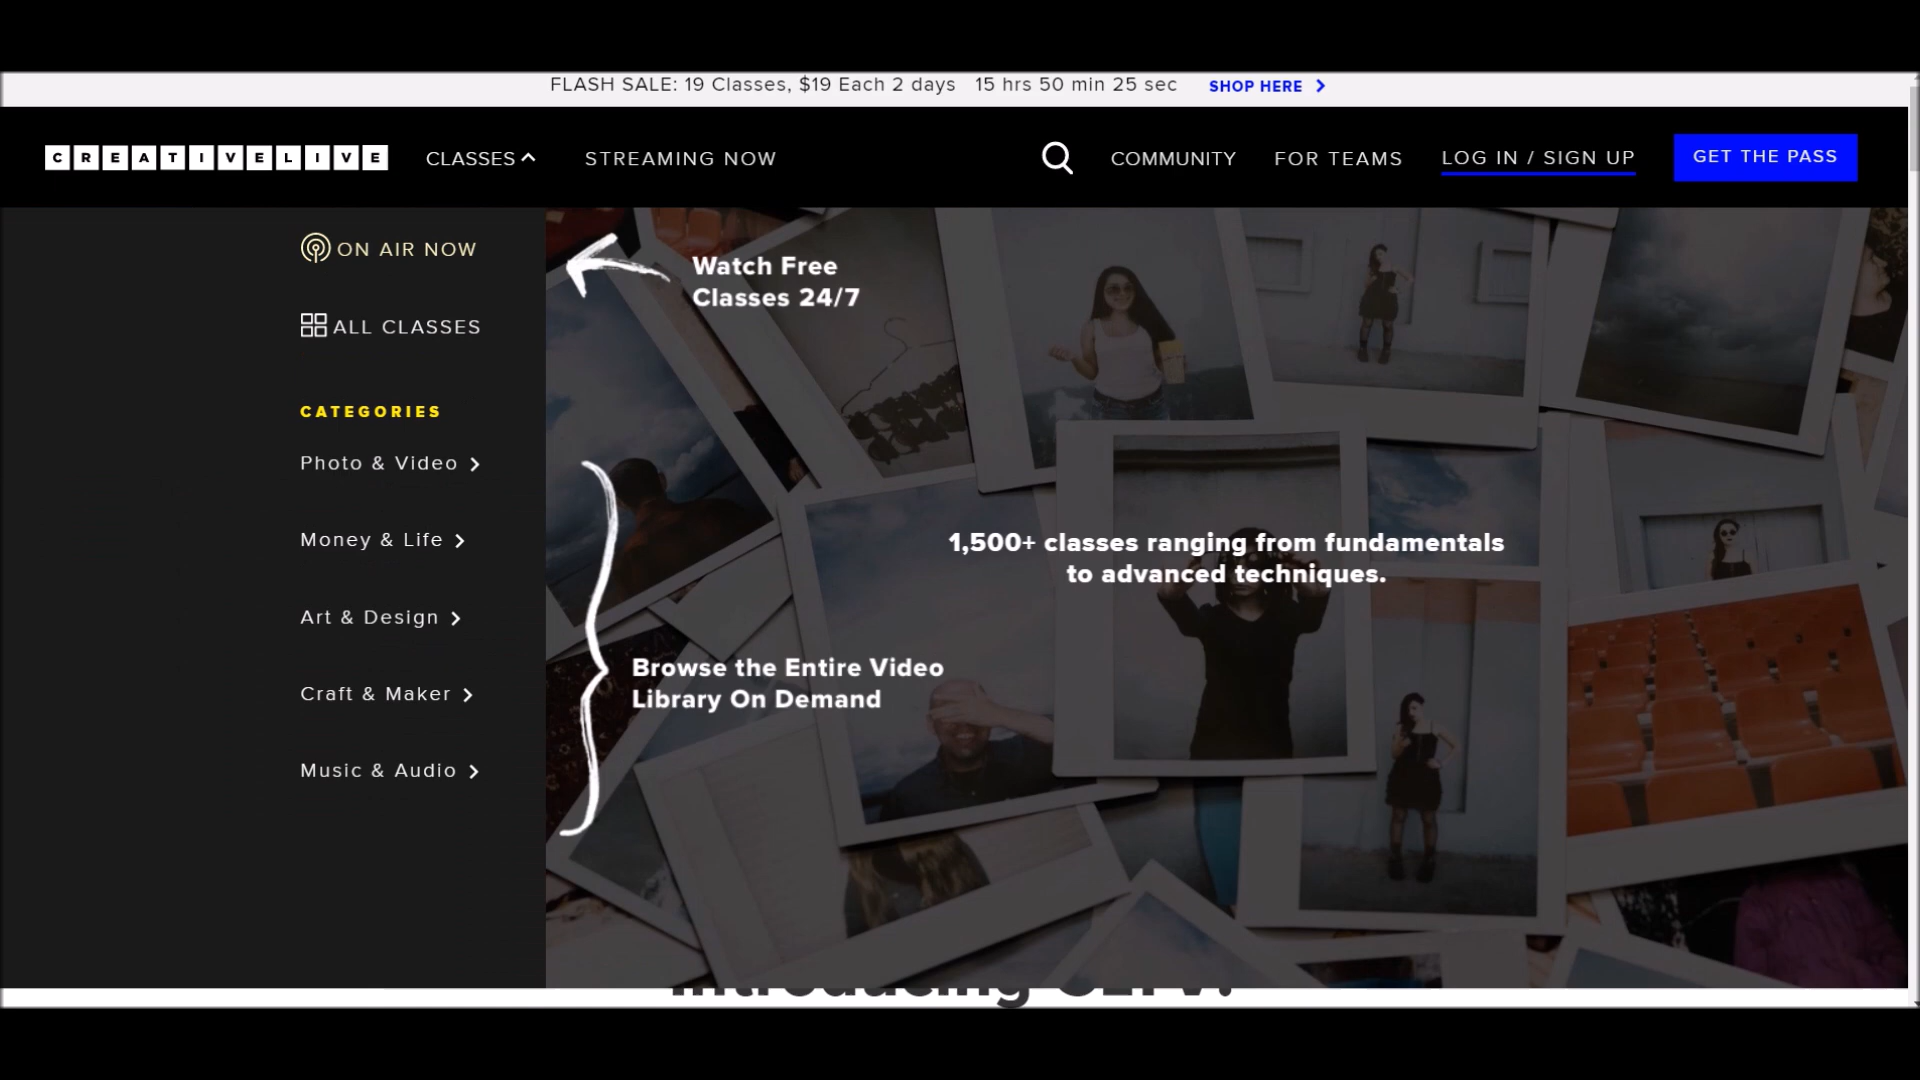 FLASH SALE: 19 Classes, $19 Each 2 days 15 hrs 50 min 25 sec SHOP HERE
CREATIVELIVE CLASSES STREAMING NOW COMMUNITY FOR TEAMS LOG IN / SIGN UP GET THE PASS
ON AIR NOW
Watch Free
Classes 24/7
ALL CLASSES
CATEGORIES
Photo & Video
Money & Life
Art & Design
Craft & Maker
Music & Audio
1,500+ classes ranging from fundamentals
to advanced techniques.
Browse the Entire Video
Library On Demand
Introducing